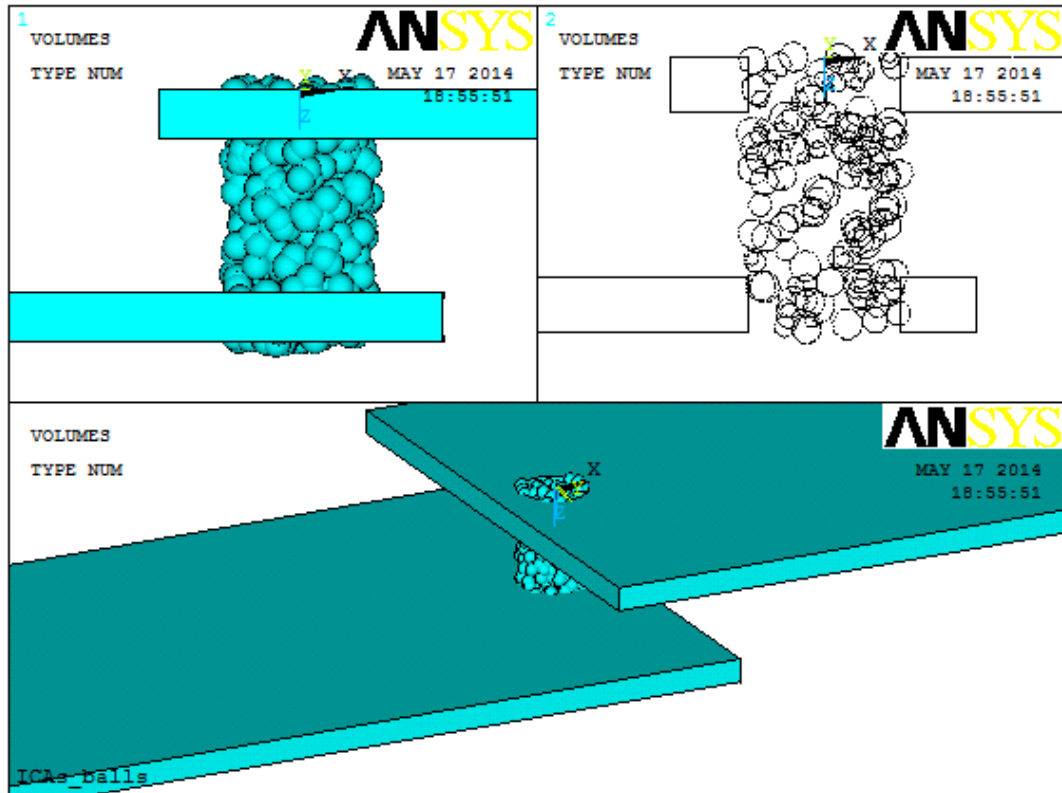 1
ANSYS
VOLUMES
TYPE NUM
MAY 17 2014
18:55:51
Y
X
Z
2
ANSYS
VOLUMES
TYPE NUM
MAY 17 2014
18:55:51
Y
X
Z
ANSYS
VOLUMES
TYPE NUM
MAY 17 2014
18:55:51
X
Z
ICAs_balls